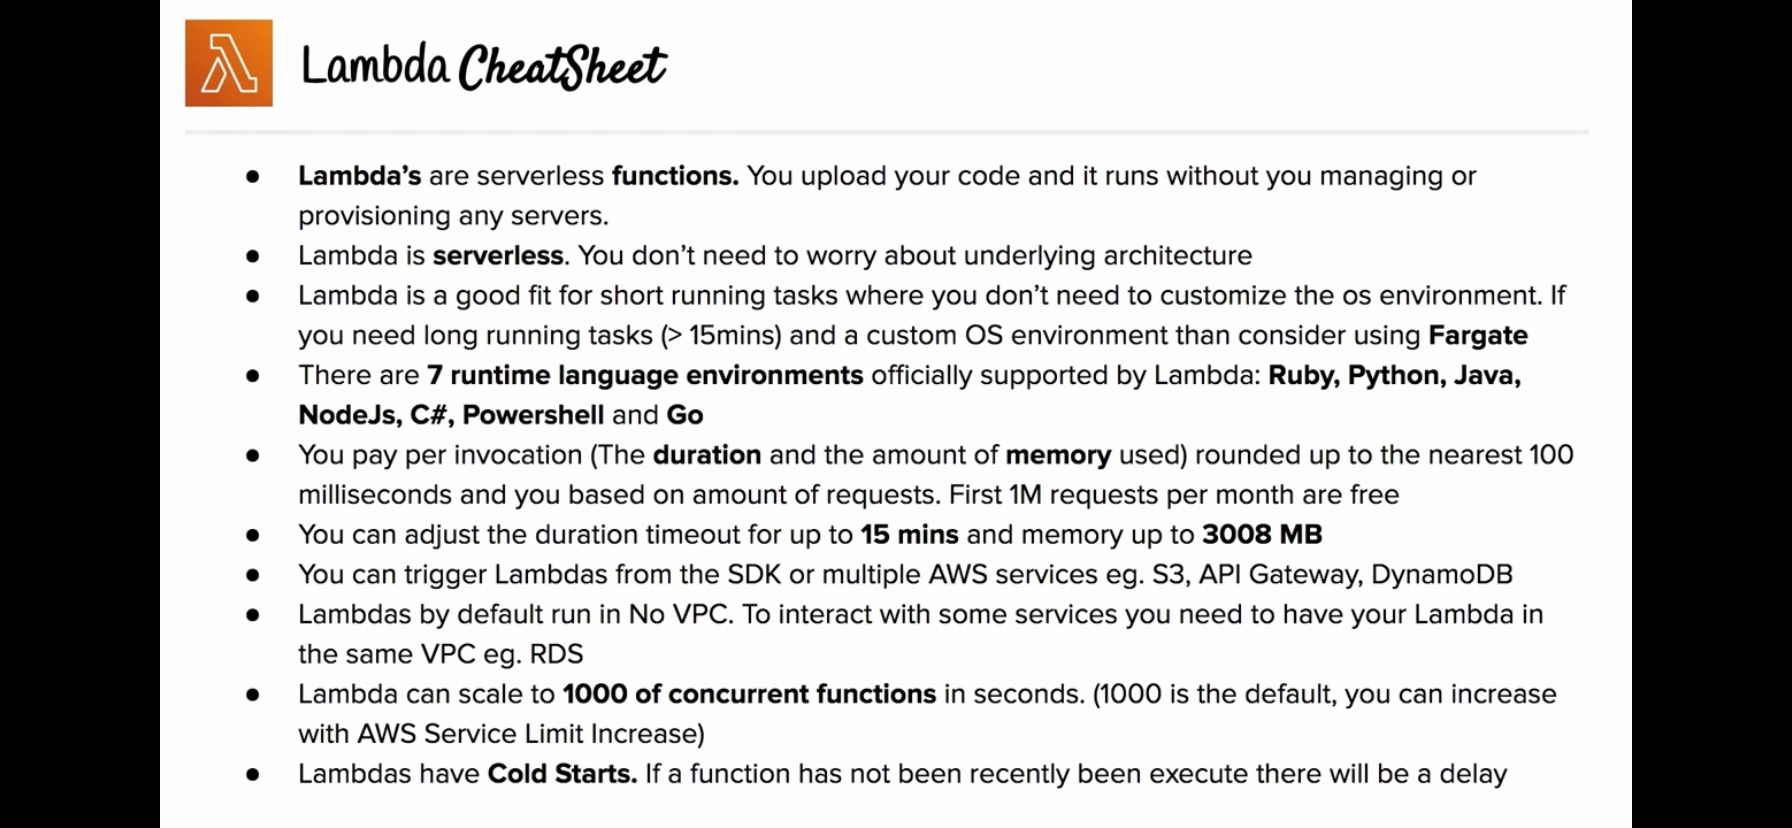 Lambda CheatSheet
● Lambda’s are serverless functions. You upload your code and it runs without you managing or
provisioning any servers.
● Lambda is serverless. You don’t need to worry about underlying architecture
● Lambda is a good fit for short running tasks where you don’t need to customize the os environment. If
you need long running tasks (> 15mins) and a custom OS environment than consider using Fargate
● There are 7 runtime language environments officially supported by Lambda: Ruby, Python, Java,
NodeJs, C#, Powershell and Go
● You pay per invocation (The duration and the amount of memory used) rounded up to the nearest 100
milliseconds and you based on amount of requests. First 1M requests per month are free
● You can adjust the duration timeout for up to 15 mins and memory up to 3008 MB
● You can trigger Lambdas from the SDK or multiple AWS services eg. S3, API Gateway, DynamoDB
● Lambdas by default run in No VPC. To interact with some services you need to have your Lambda in
the same VPC eg. RDS
● Lambda can scale to 1000 of concurrent functions in seconds. (1000 is the default, you can increase
with AWS Service Limit Increase)
● Lambdas have Cold Starts. If a function has not been recently been execute there will be a delay